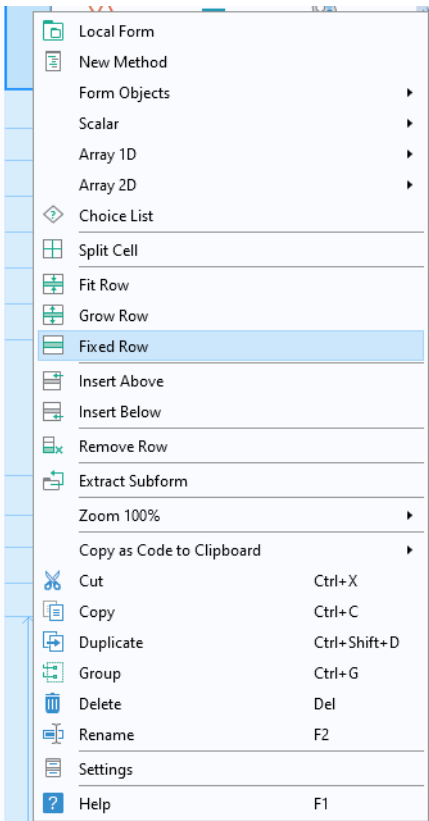 Local Form
New Method
Form Objects
Scalar
Array 1D
Array 2D
Choice List
Split Cell
Fit Row
Grow Row
Fixed Row
Insert Above
Insert Below
Remove Row
Extract Subform
Zoom 100%
Copy as Code to Clipboard
Cut Ctrl+X
Copy Ctrl+C
Duplicate Ctrl+Shift+D
Group Ctrl+G
Delete Del
Rename F2
Settings
Help F1